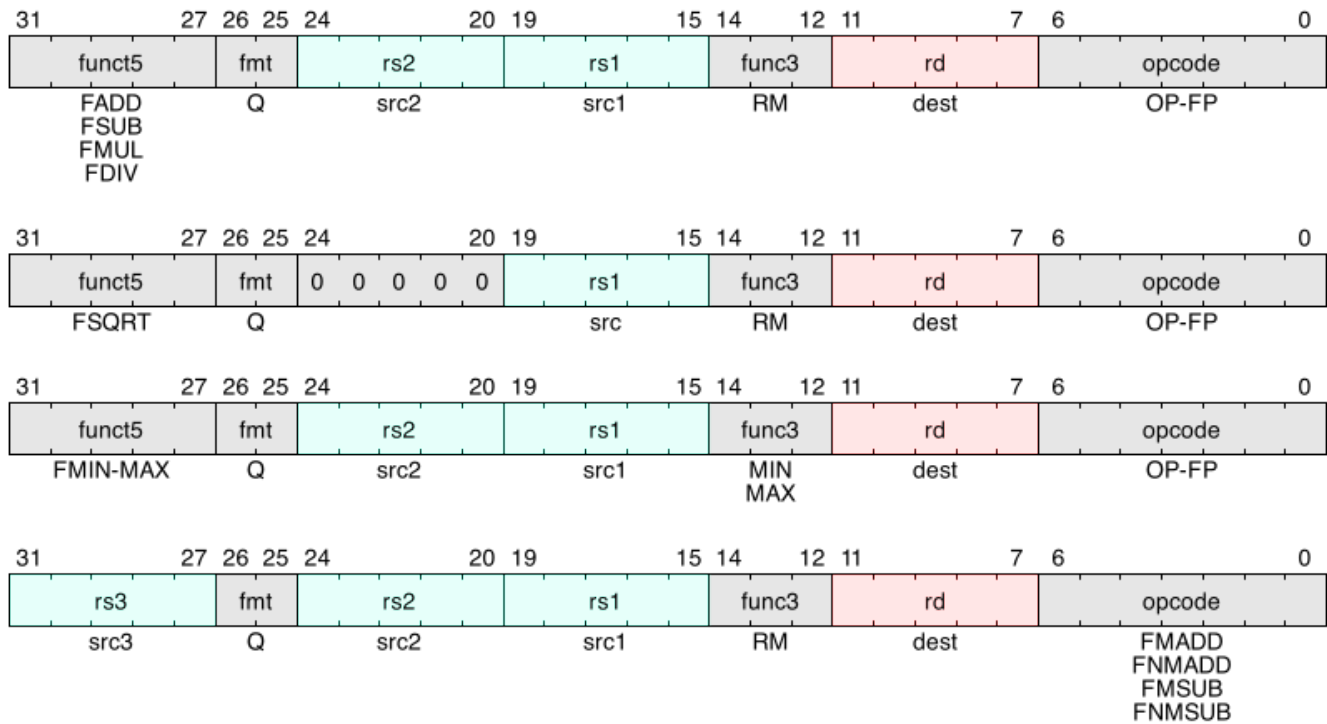 31 27 26 25 24 20 19 15 14 12 11 7 6 0
funct5 fmt rs2 rs1 func3 rd opcode
FADD Q src2 src1 RM dest OP-FP
FSUB
FMUL
FDIV
31 27 26 25 24 20 19 15 14 12 11 7 6 0
funct5 fmt 0 0 0 0 0 rs1 func3 rd opcode
FSQRT Q src RM dest OP-FP
31 27 26 25 24 20 19 15 14 12 11 7 6 0
funct5 fmt rs2 rs1 func3 rd opcode
FMIN-MAX Q src2 src1 MIN dest OP-FP
MAX
31 27 26 25 24 20 19 15 14 12 11 7 6 0
rs3 fmt rs2 rs1 func3 rd opcode
src3 Q src2 src1 RM dest FMADD
FNMADD
FMSUB
FNMSUB